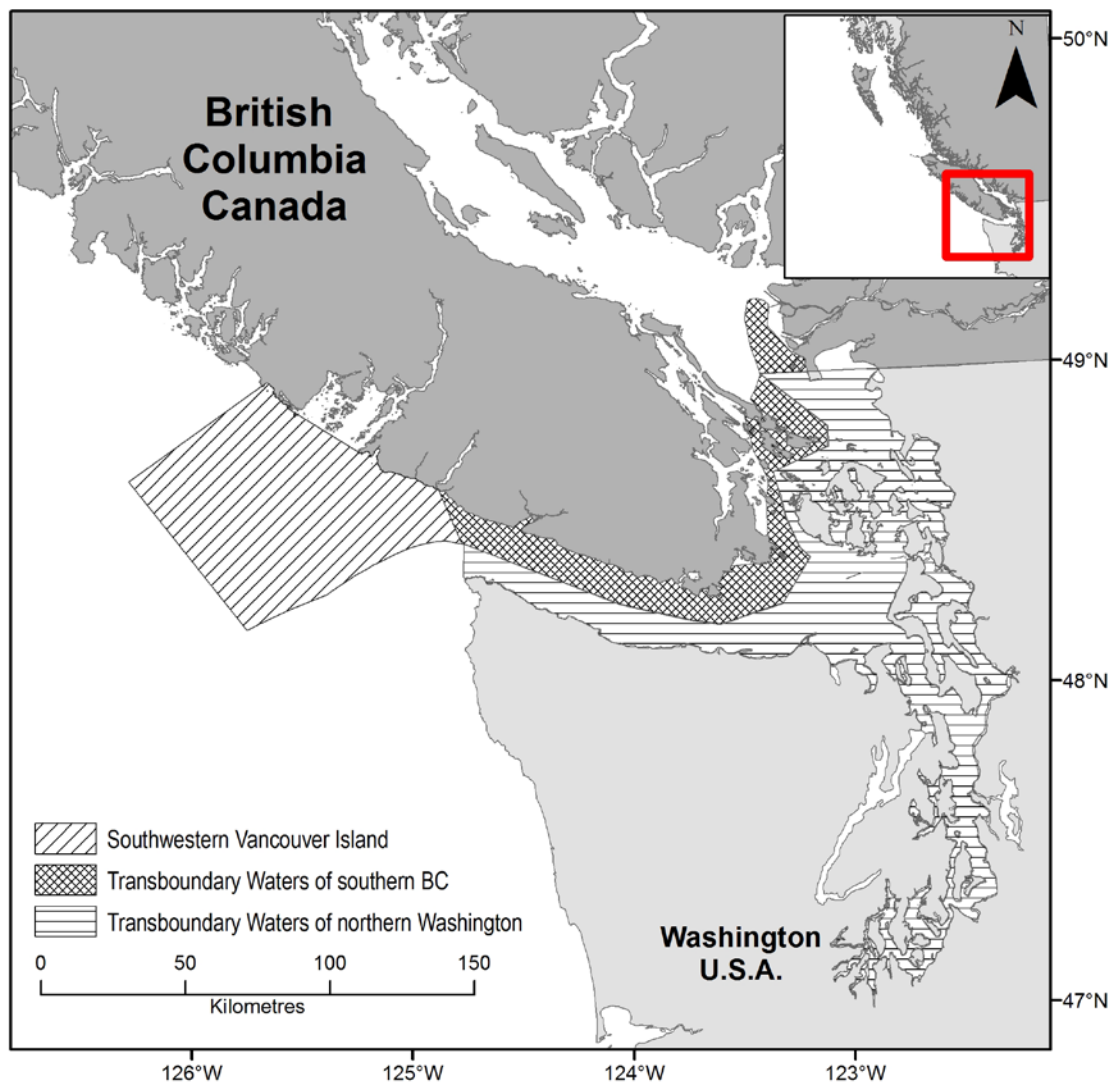 British
Columbia
Canada
N
50°N
49°N
48°N
47°N
Southwestern Vancouver Island
Transboundary Waters of southern BC
Transboundary Waters of northern Washington
0 50 100 150
Kilometres
Washington
U.S.A.
126°W 125°W 124°W 123°W